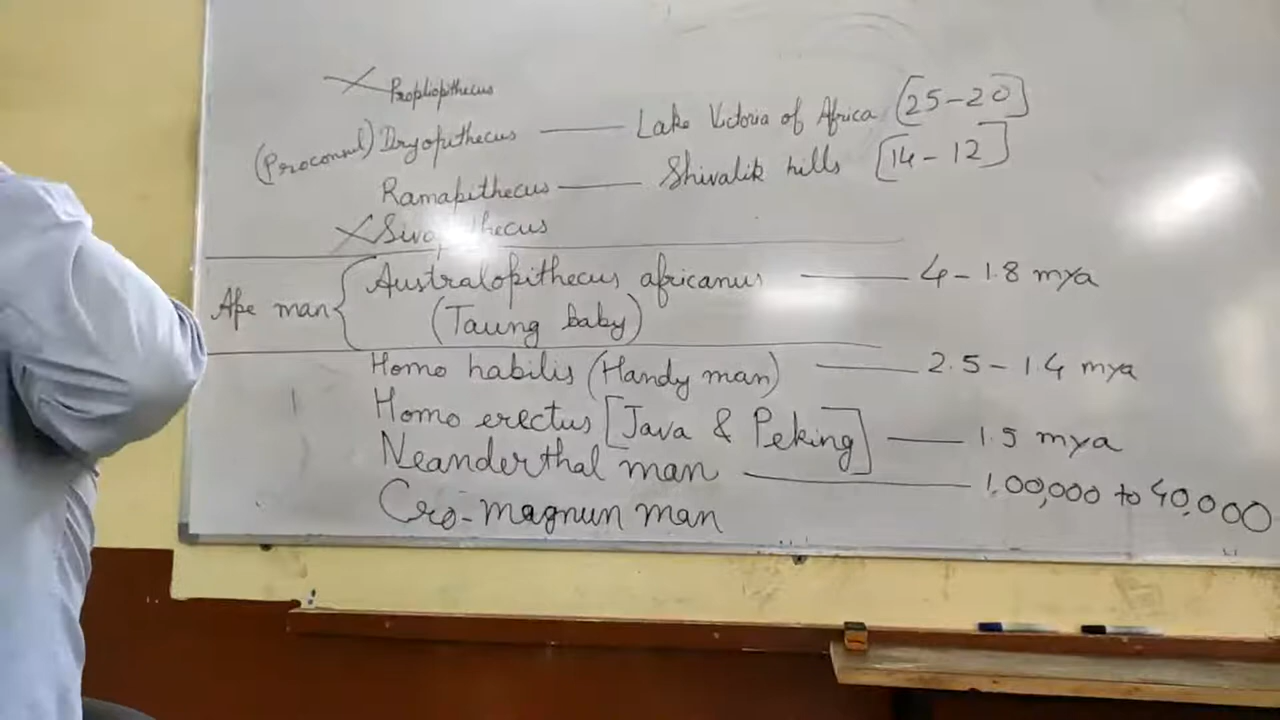 Propliopithecus
(Proconsul) Dryopithecus — Lake Victoria of Africa [25-20]
Ramapithecus — Shivalik hills [14-12]
Ape man { Australopithecus africanus — 4-1.8 mya
(Taung baby)
Homo habilis (Handy man) — 2.5-1.4 mya
Homo erectus [Java & Peking] — 1.5 mya
Neanderthal man — 1,00,000 to 40,000
Cro-magnun man